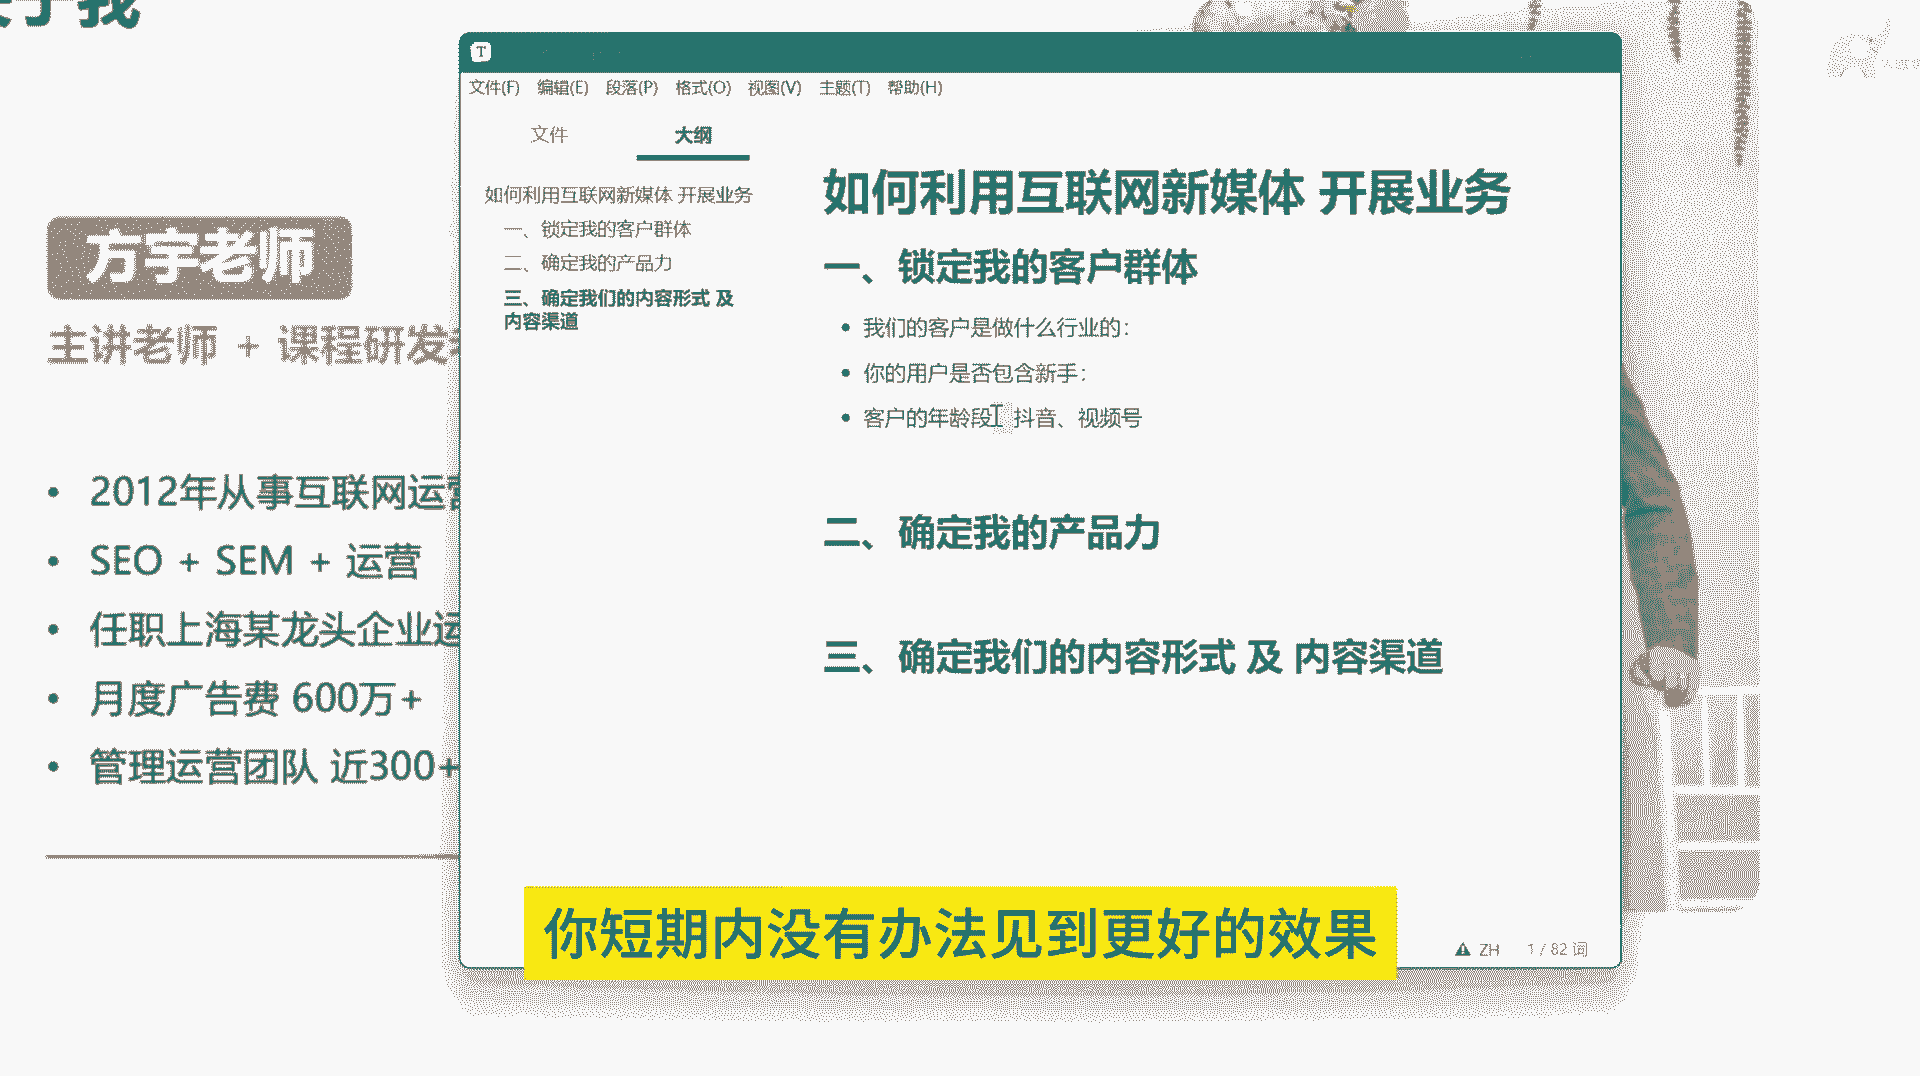 我
方宇老师
主讲老师 + 课程研发
2012年从事互联网运营
SEO + SEM + 运营
任职上海某龙头企业运
月度广告费 600万+
管理运营团队 近300+
T
文件(F) 编辑(E) 段落(P) 格式(O) 视图(V) 主题(T) 帮助(H)
文件 大纲
如何利用互联网新媒体 开展业务
一、锁定我的客户群体
二、确定我的产品力
三、确定我们的内容形式 及
内容渠道
如何利用互联网新媒体 开展业务
一、锁定我的客户群体
我们的客户是做什么行业的：
你的用户是否包含新手：
客户的年龄段 抖音、视频号
二、确定我的产品力
三、确定我们的内容形式 及 内容渠道
ZH 1 / 82 词
你短期内没有办法见到更好的效果